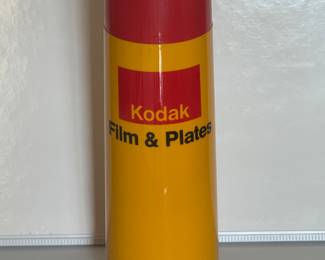 Kodak
Film & Plates